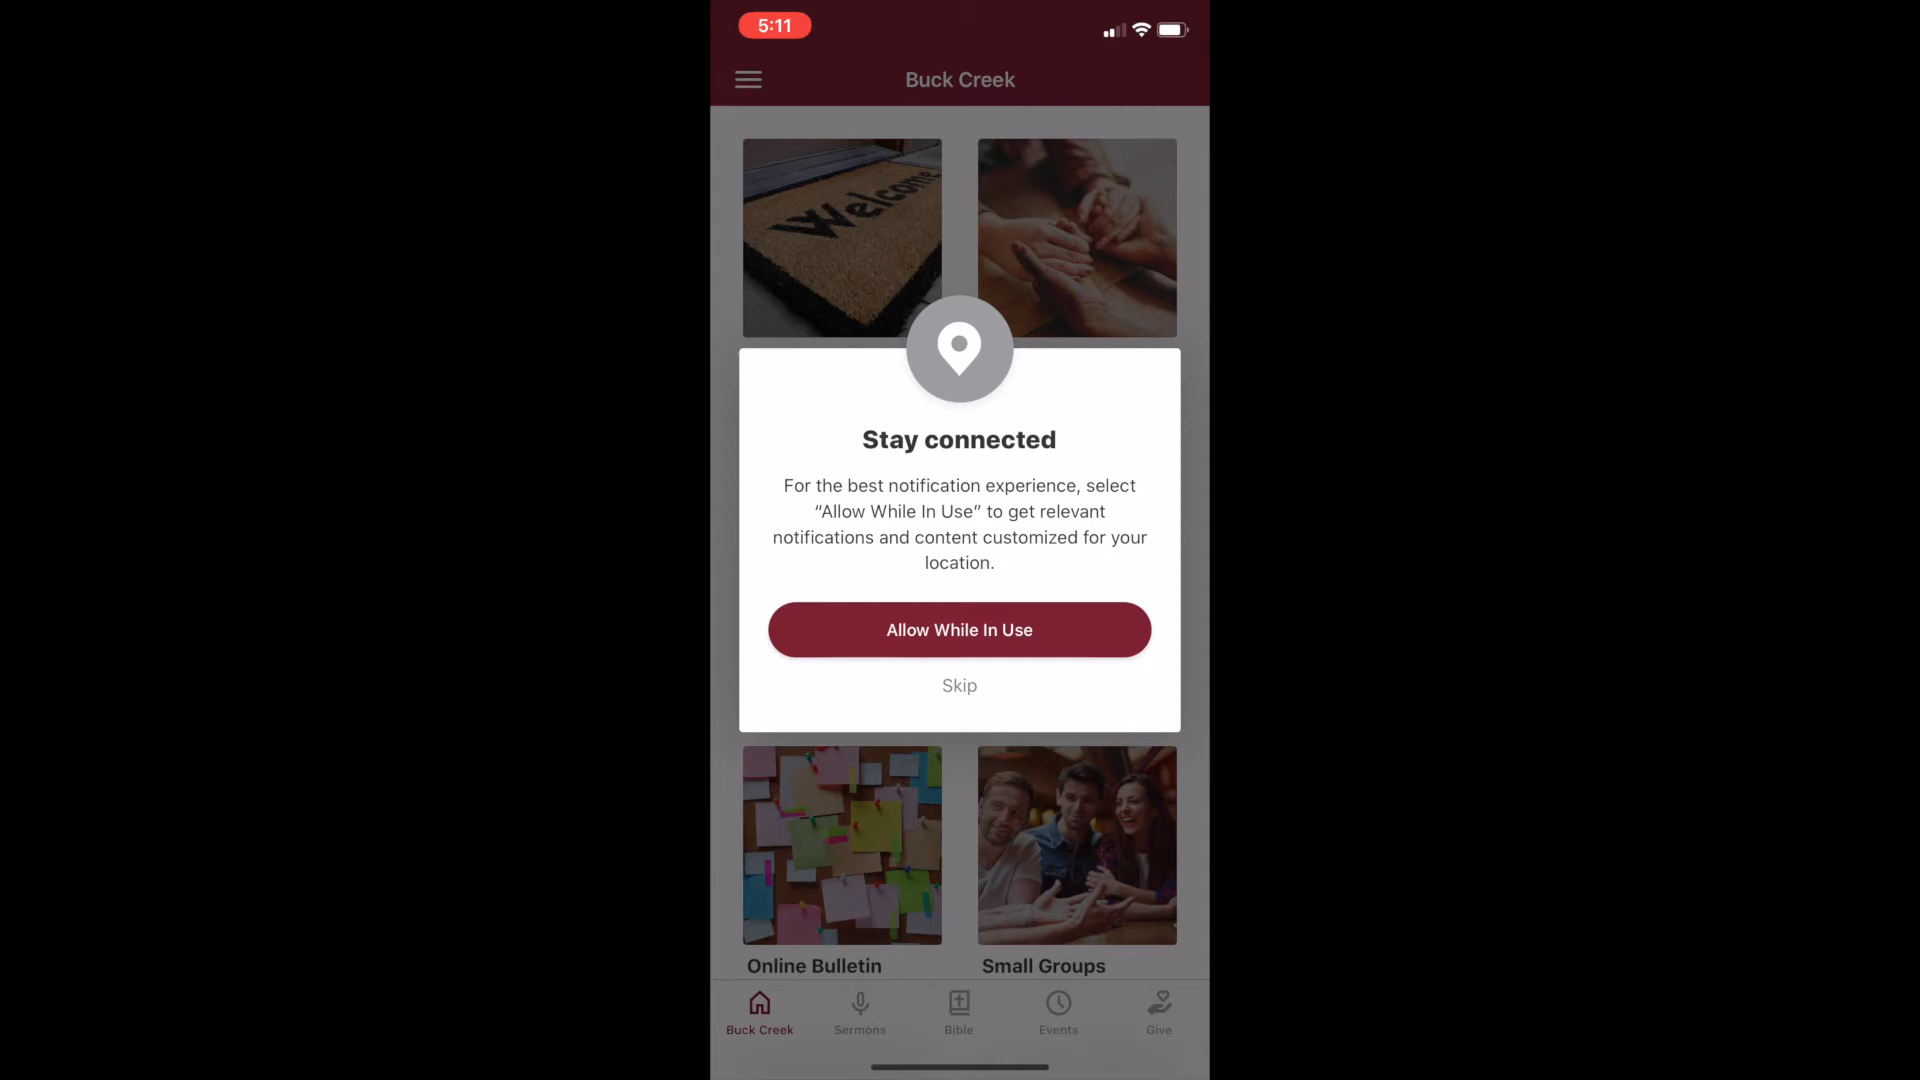 5:11
Buck Creek
Welcome
Stay connected
For the best notification experience, select
“Allow While In Use” to get relevant
notifications and content customized for your
location.
Allow While In Use
Skip
Online Bulletin
Small Groups
Buck Creek
Sermons
Bible
Events
Give